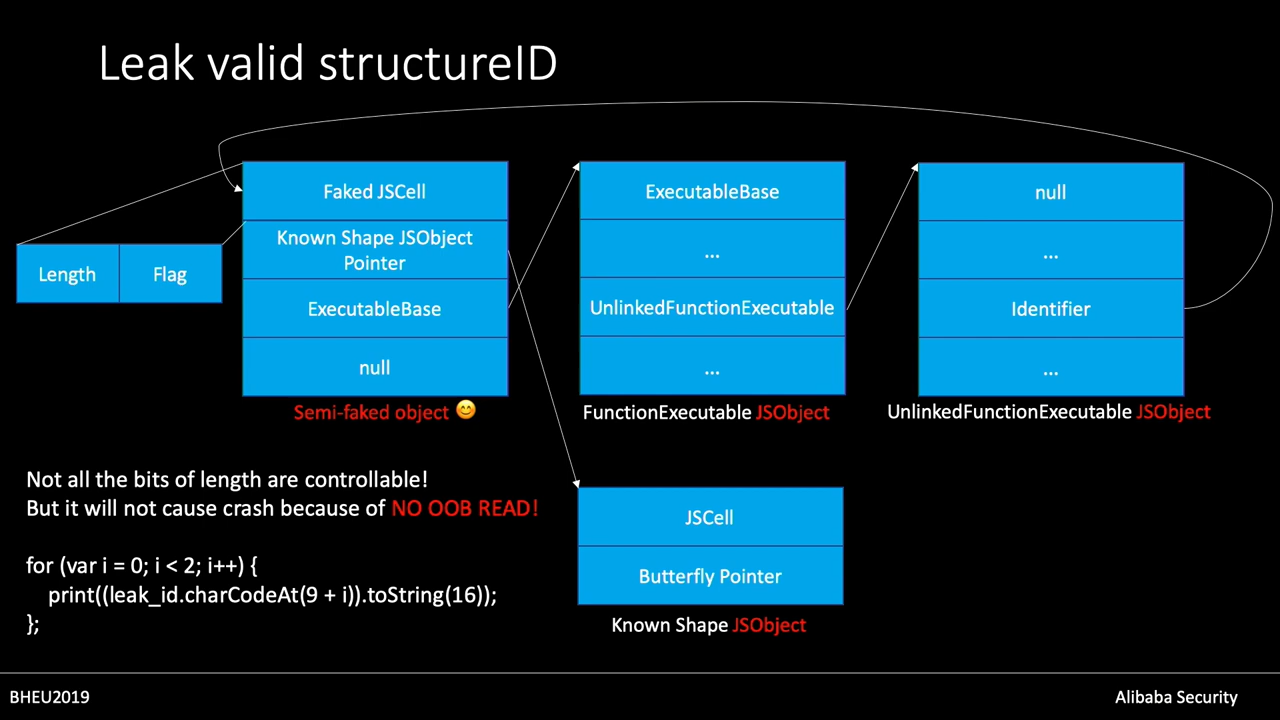 Leak valid structureID
Faked JSCell
Known Shape JSObject
Pointer
ExecutableBase
null
Semi-faked object 😊
Length
Flag
ExecutableBase
...
UnlinkedFunctionExecutable
...
FunctionExecutable JSObject
null
...
Identifier
...
UnlinkedFunctionExecutable JSObject
Not all the bits of length are controllable!
But it will not cause crash because of NO OOB READ!
for (var i = 0; i < 2; i++) {
print((leak_id.charCodeAt(9 + i)).toString(16));
};
JSCell
Butterfly Pointer
Known Shape JSObject
BHEU2019
Alibaba Security